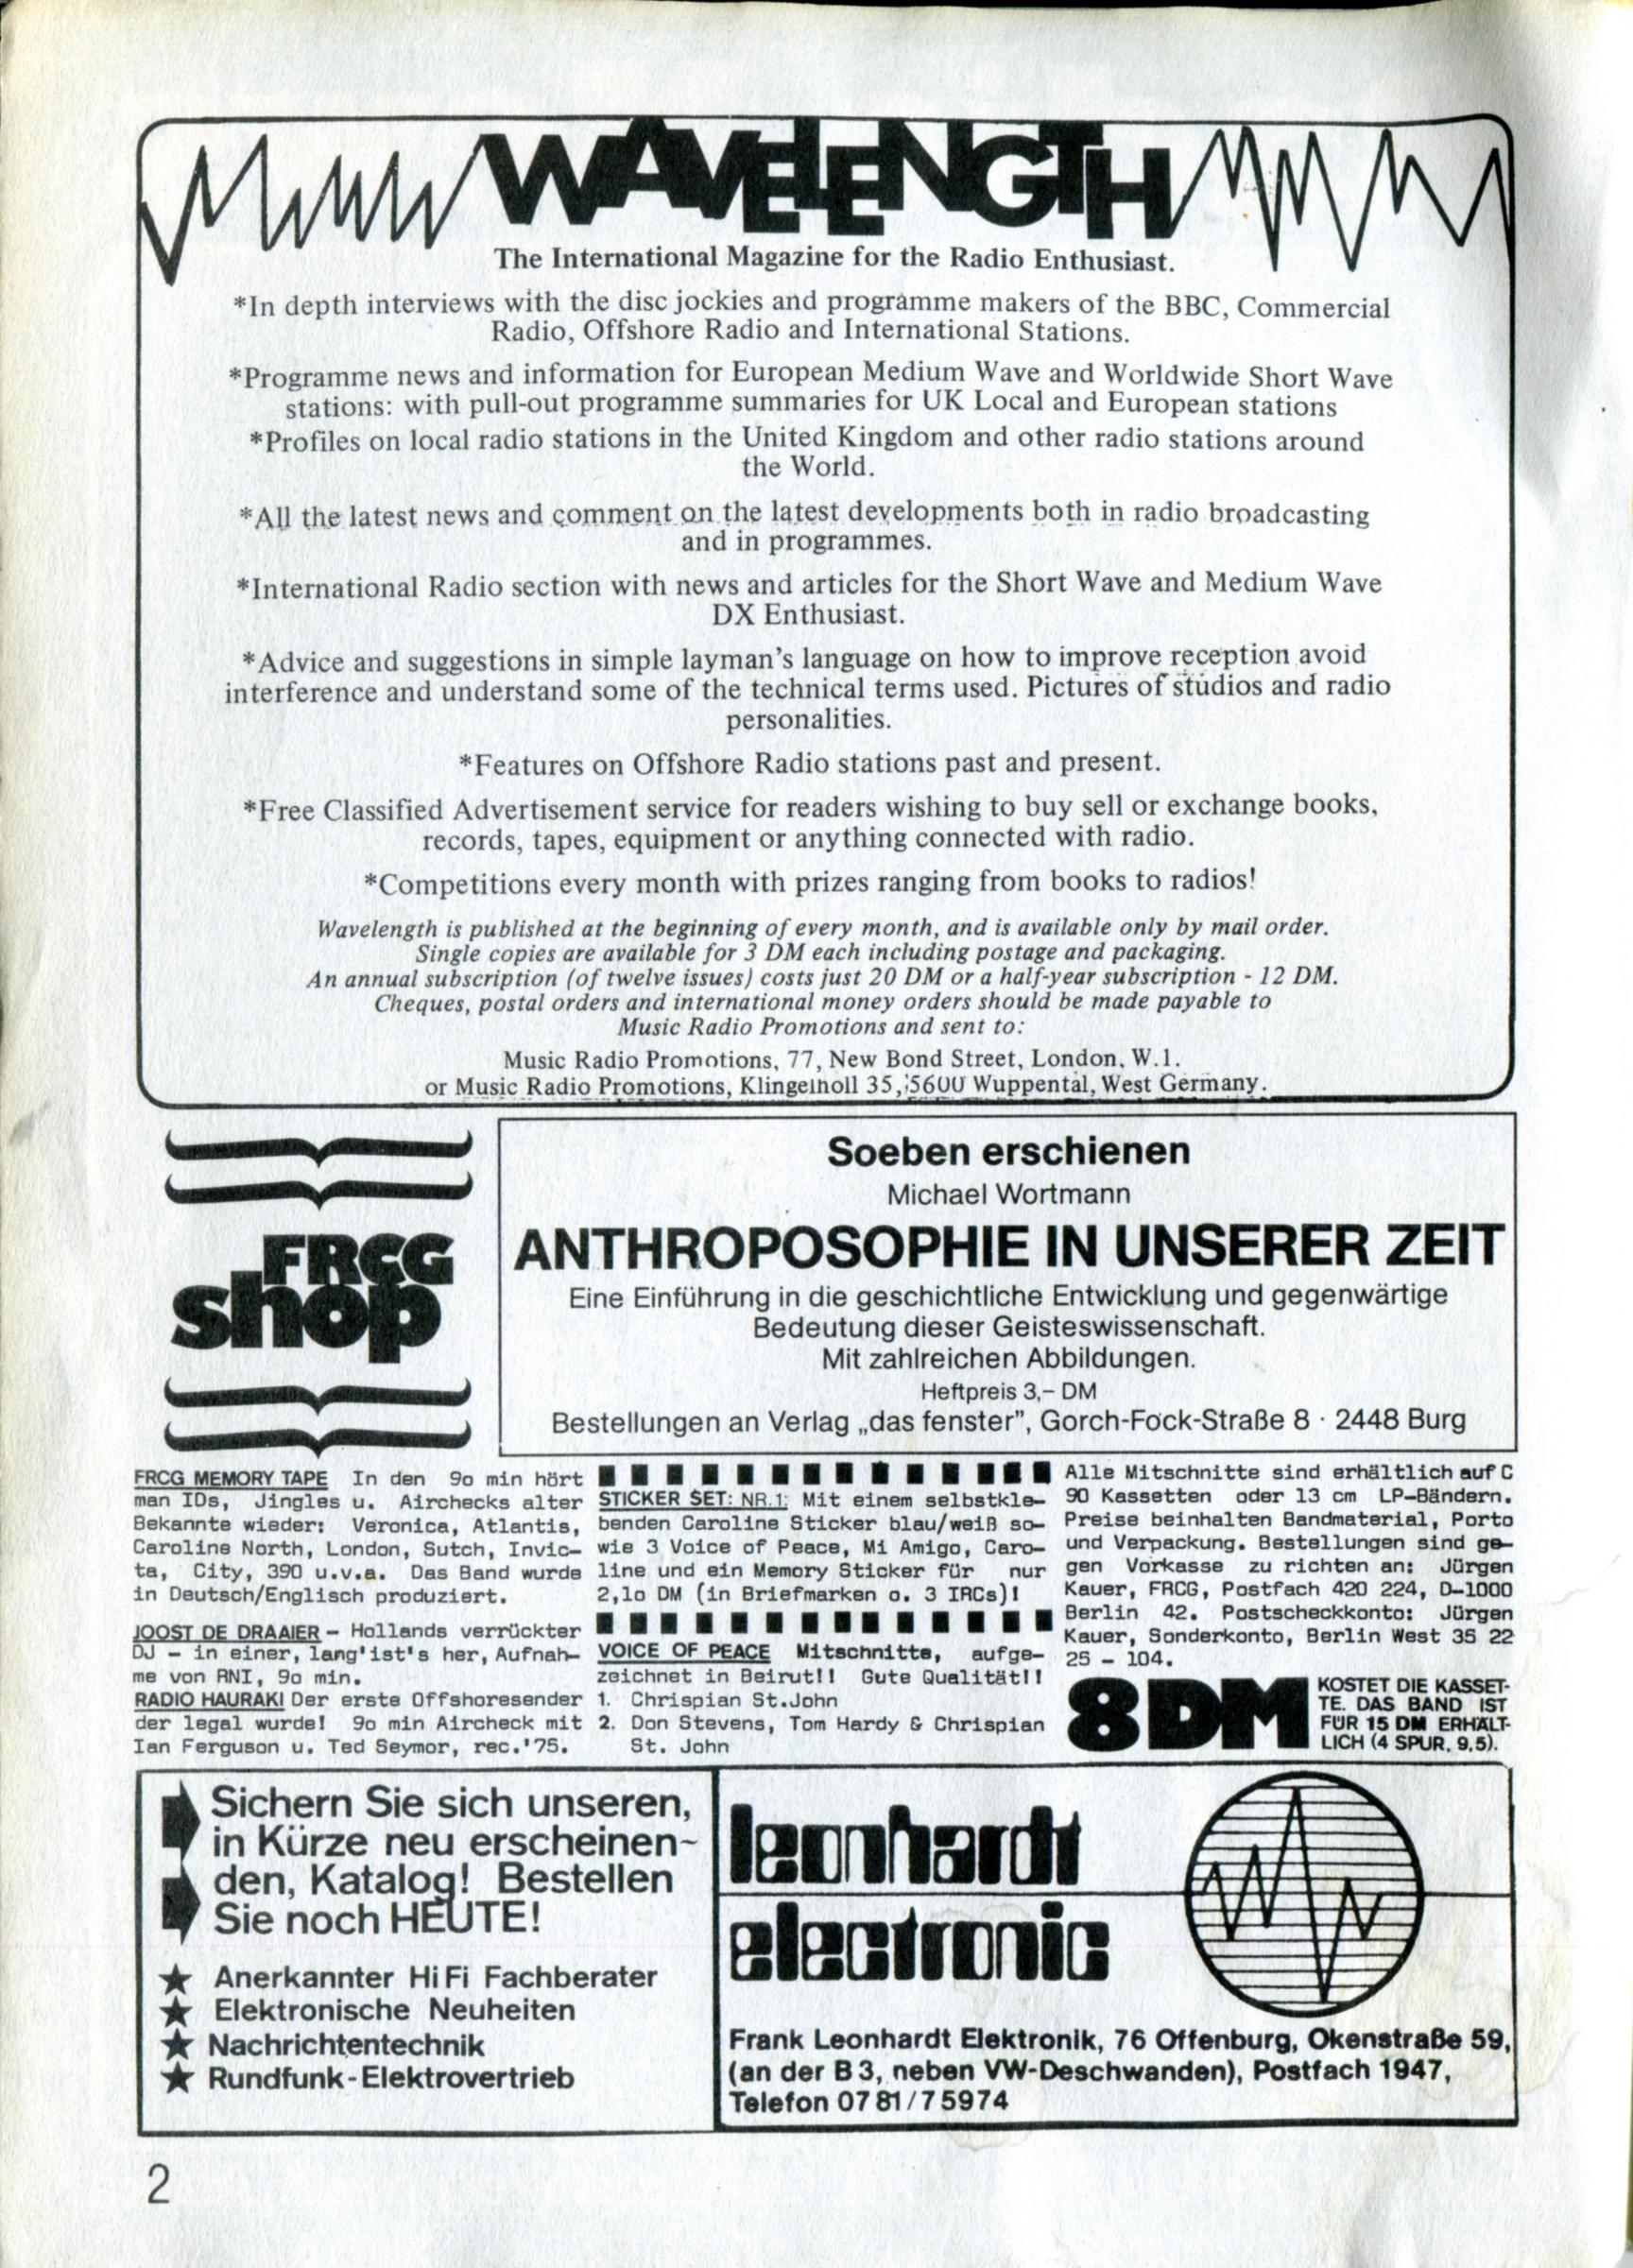 WAVELENGTH
The International Magazine for the Radio Enthusiast.
*In depth interviews with the disc jockies and programme makers of the BBC, Commercial
Radio, Offshore Radio and International Stations.
*Programme news and information for European Medium Wave and Worldwide Short Wave
stations: with pull-out programme summaries for UK Local and European stations
*Profiles on local radio stations in the United Kingdom and other radio stations around
the World.
*All the latest news and comment on the latest developments both in radio broadcasting
and in programmes.
*International Radio section with news and articles for the Short Wave and Medium Wave
DX Enthusiast.
*Advice and suggestions in simple layman's language on how to improve reception avoid
interference and understand some of the technical terms used. Pictures of studios and radio
personalities.
*Features on Offshore Radio stations past and present.
*Free Classified Advertisement service for readers wishing to buy sell or exchange books,
records, tapes, equipment or anything connected with radio.
*Competitions every month with prizes ranging from books to radios!
Wavelength is published at the beginning of every month, and is available only by mail order.
Single copies are available for 3 DM each including postage and packaging.
An annual subscription (of twelve issues) costs just 20 DM or a half-year subscription - 12 DM.
Cheques, postal orders and international money orders should be made payable to
Music Radio Promotions and sent to:
Music Radio Promotions, 77, New Bond Street, London, W.1.
or Music Radio Promotions, Klingelholl 35, 5600 Wuppental, West Germany.
FRCG
shop
Soeben erschienen
Michael Wortmann
ANTHROPOSOPHIE IN UNSERER ZEIT
Eine Einführung in die geschichtliche Entwicklung und gegenwärtige
Bedeutung dieser Geisteswissenschaft.
Mit zahlreichen Abbildungen.
Heftpreis 3,– DM
Bestellungen an Verlag „das fenster”, Gorch-Fock-Straße 8 · 2448 Burg
FRCG MEMORY TAPE In den 9o min hört
man IDs, Jingles u. Airchecks alter
Bekannte wieder: Veronica, Atlantis,
Caroline North, London, Sutch, Invic-
ta, City, 390 u.v.a. Das Band wurde
in Deutsch/Englisch produziert.
JOOST DE DRAAIER – Hollands verrückter
DJ – in einer, lang'ist's her, Aufnah-
me von RNI, 9o min.
RADIO HAURAKI Der erste Offshoresender
der legal wurde! 9o min Aircheck mit
Ian Ferguson u. Ted Seymor, rec.'75.
STICKER SET: NR.1: Mit einem selbstkle-
benden Caroline Sticker blau/weiß so-
wie 3 Voice of Peace, Mi Amigo, Caro-
line und ein Memory Sticker für nur
2,1o DM (in Briefmarken o. 3 IRCs)!
VOICE OF PEACE Mitschnitte, aufge-
zeichnet in Beirut!! Gute Qualität!!
1. Chrispian St.John
2. Don Stevens, Tom Hardy & Chrispian
St. John
Alle Mitschnitte sind erhältlich auf C
90 Kassetten oder 13 cm LP-Bändern.
Preise beinhalten Bandmaterial, Porto
und Verpackung. Bestellungen sind ge-
gen Vorkasse zu richten an: Jürgen
Kauer, FRCG, Postfach 420 224, D-1000
Berlin 42. Postscheckkonto: Jürgen
Kauer, Sonderkonto, Berlin West 35 22
25 – 104.
8 DM
KOSTET DIE KASSET-
TE. DAS BAND IST
FÜR 15 DM ERHÄLT-
LICH (4 SPUR, 9,5).
Sichern Sie sich unseren,
in Kürze neu erscheinen-
den, Katalog! Bestellen
Sie noch HEUTE!
★ Anerkannter HiFi Fachberater
★ Elektronische Neuheiten
★ Nachrichtentechnik
★ Rundfunk-Elektrovertrieb
leonhardt
electronic
Frank Leonhardt Elektronik, 76 Offenburg, Okenstraße 59,
(an der B3, neben VW-Deschwanden), Postfach 1947,
Telefon 07 81/7 5974
2